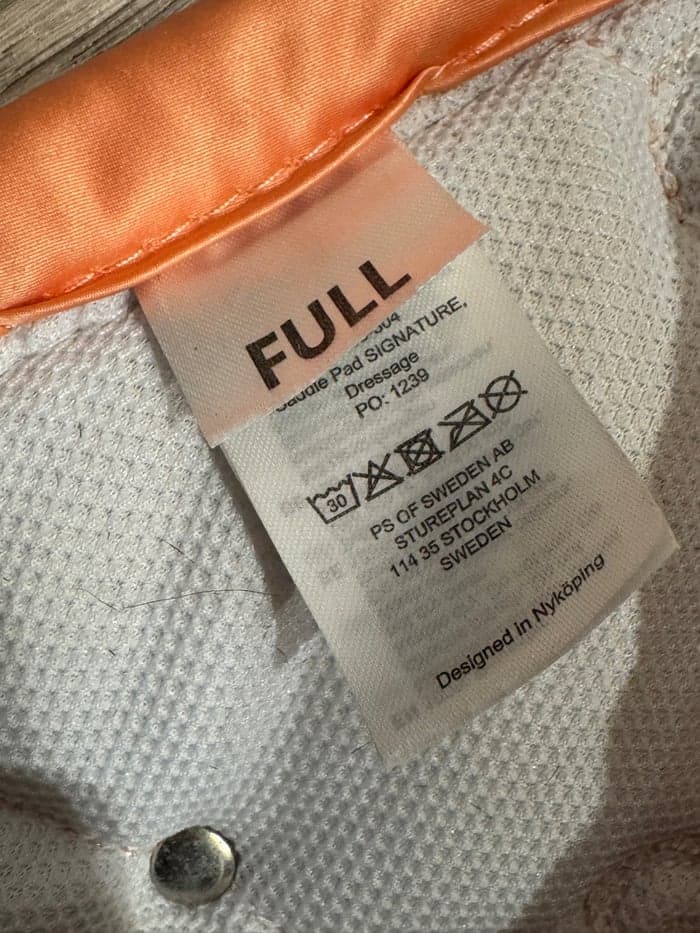 FULL
Pad SIGNATURE,
Dressage
PO: 1239
30
PS OF SWEDEN AB
STUREPLAN 4C
114 35 STOCKHOLM
SWEDEN
Designed in Nyköping